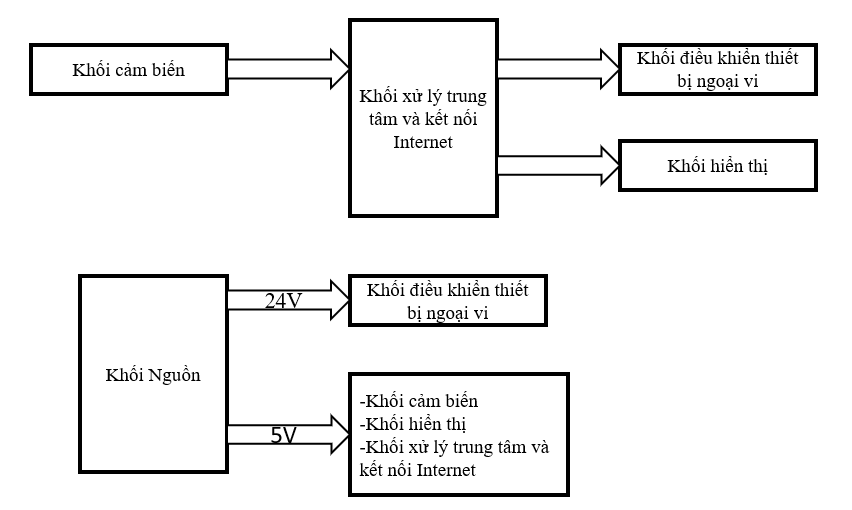 Khối cảm biến
Khối xử lý trung
tâm và kết nối
Internet
Khối điều khiển thiết
bị ngoại vi
Khối hiển thị
Khối Nguồn
24V
Khối điều khiển thiết
bị ngoại vi
5V
-Khối cảm biến
-Khối hiển thị
-Khối xử lý trung tâm và
kết nối Internet